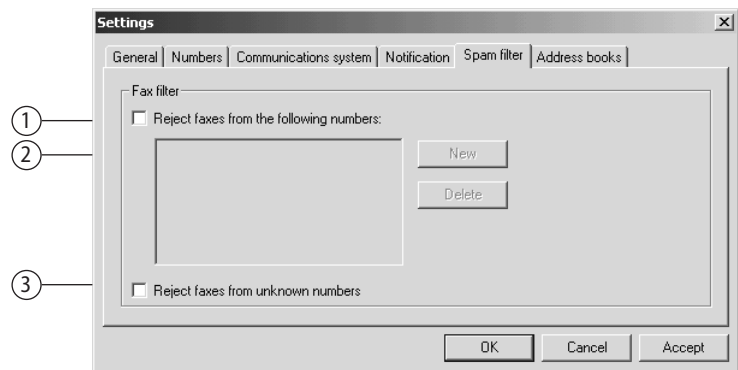 Settings
General Numbers Communications system Notification Spam filter Address books
Fax filter
1 Reject faxes from the following numbers:
2
New
Delete
3 Reject faxes from unknown numbers
OK Cancel Accept